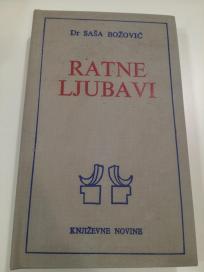 Dr SAŠA BOŽOVIĆ
RATNE
LJUBAVI
KNJIŽEVNE NOVINE